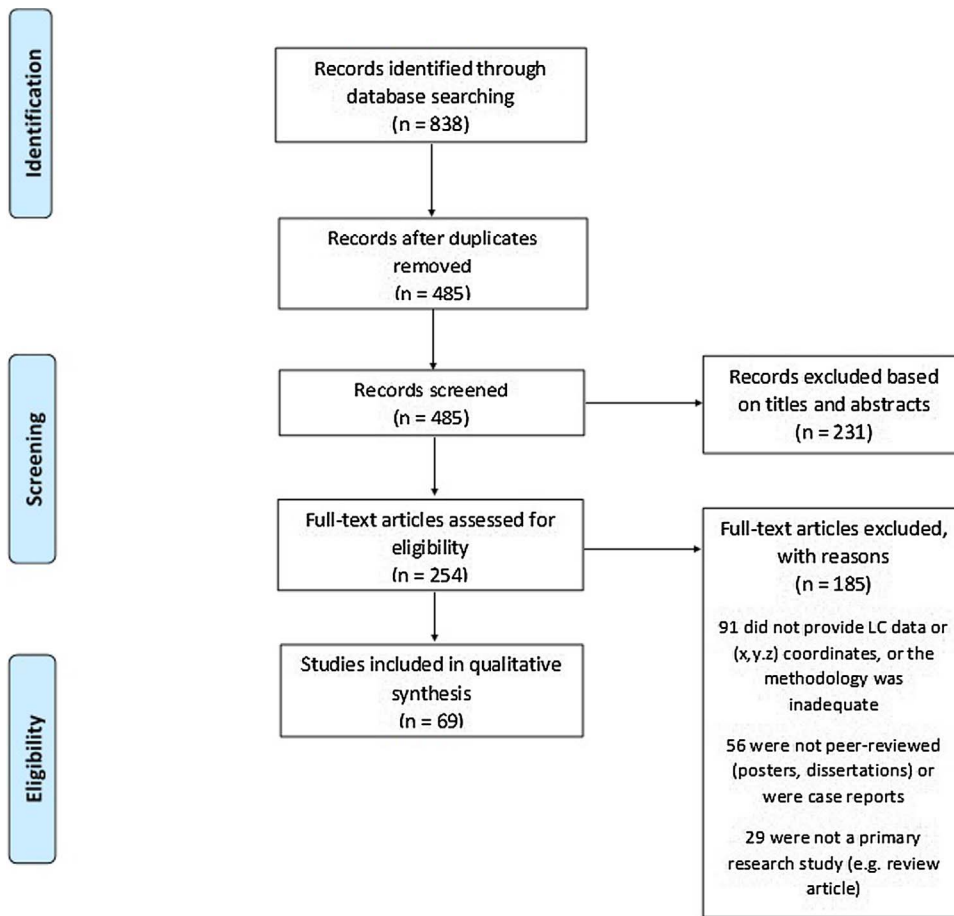 Identification
Records identified through
database searching
(n = 838)
Records after duplicates
removed
(n = 485)
Screening
Records screened
(n = 485)
Records excluded based
on titles and abstracts
(n = 231)
Full-text articles assessed for
eligibility
(n = 254)
Full-text articles excluded,
with reasons
(n = 185)
91 did not provide LC data or
(x,y.z) coordinates, or the
methodology was
inadequate
56 were not peer-reviewed
(posters, dissertations) or
were case reports
29 were not a primary
research study (e.g. review
article)
Eligibility
Studies included in qualitative
synthesis
(n = 69)